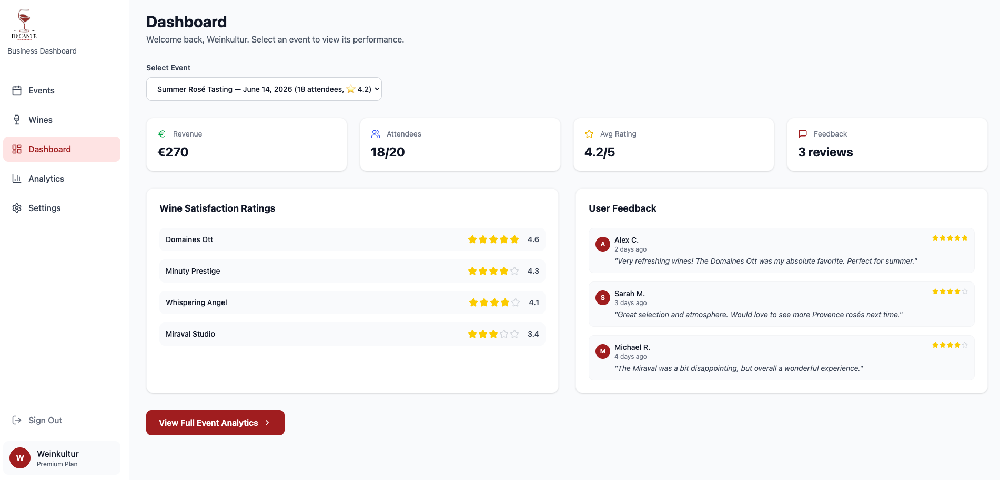 DECANTR
Business Dashboard
Events
Wines
Dashboard
Analytics
Settings
Sign Out
W
Weinkultur
Premium Plan
Dashboard
Welcome back, Weinkultur. Select an event to view its performance.
Select Event
Summer Rosé Tasting — June 14, 2026 (18 attendees, ⭐ 4.2)
Revenue
€270
Attendees
18/20
Avg Rating
4.2/5
Feedback
3 reviews
Wine Satisfaction Ratings
Domaines Ott 4.6
Minuty Prestige 4.3
Whispering Angel 4.1
Miraval Studio 3.4
User Feedback
A
Alex C.
2 days ago
"Very refreshing wines! The Domaines Ott was my absolute favorite. Perfect for summer."
S
Sarah M.
3 days ago
"Great selection and atmosphere. Would love to see more Provence rosés next time."
M
Michael R.
4 days ago
"The Miraval was a bit disappointing, but overall a wonderful experience."
View Full Event Analytics